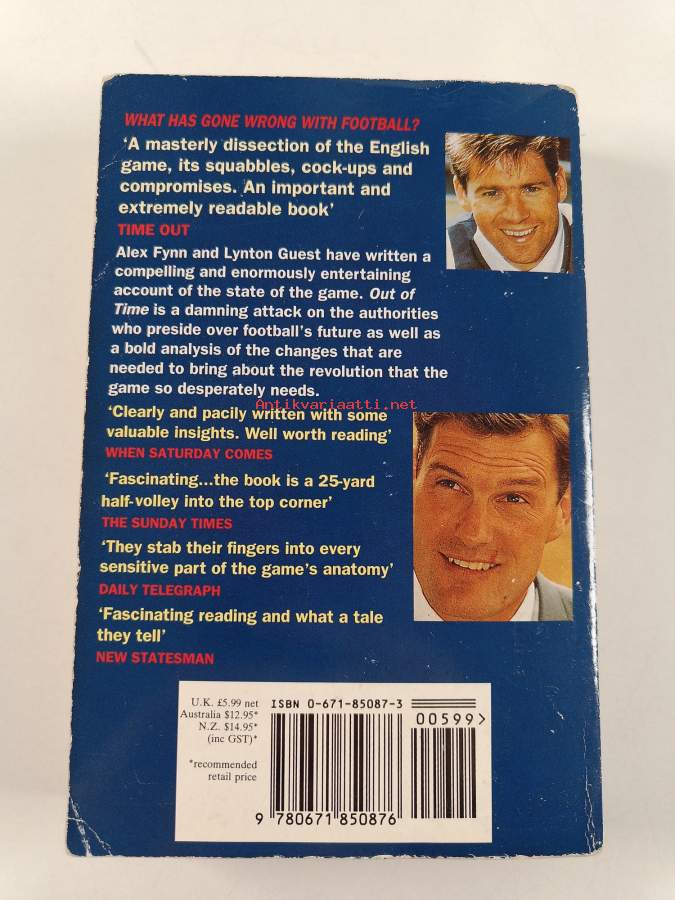 WHAT HAS GONE WRONG WITH FOOTBALL?
‘A masterly dissection of the English
game, its squabbles, cock-ups and
compromises. An important and
extremely readable book’
TIME OUT
Alex Fynn and Lynton Guest have written a
compelling and enormously entertaining
account of the state of the game. Out of
Time is a damning attack on the authorities
who preside over football's future as well as
a bold analysis of the changes that are
needed to bring about the revolution that the
game so desperately needs.
Antikvariaatti.net
‘Clearly and pacily written with some
valuable insights. Well worth reading’
WHEN SATURDAY COMES
‘Fascinating...the book is a 25-yard
half-volley into the top corner’
THE SUNDAY TIMES
‘They stab their fingers into every
sensitive part of the game's anatomy’
DAILY TELEGRAPH
‘Fascinating reading and what a tale
they tell’
NEW STATESMAN
U.K. £5.99 net
Australia $12.95*
N.Z. $14.95*
(inc GST)*
*recommended
retail price
ISBN 0-671-85087-3
00599>
9 780671 850876